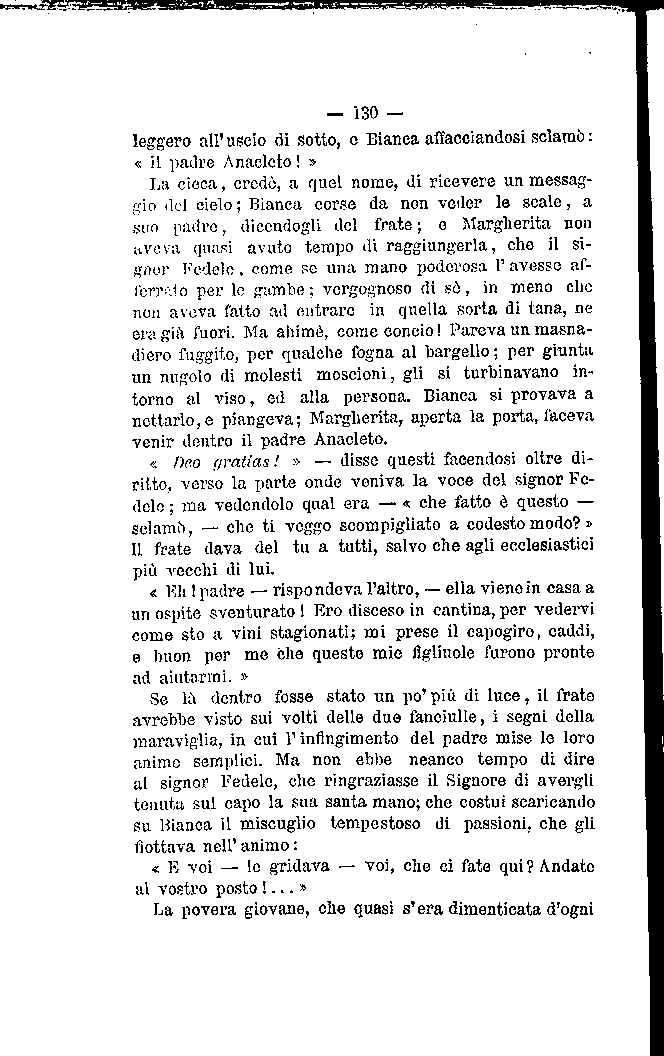 — 130 —
leggero all'uscio di sotto, e Bianca affacciandosi sclamò:
« il padre Anacleto! »
La cieca, credè, a quel nome, di ricevere un messag-
gio del cielo; Bianca corse da non veder le scale, a
suo padre, dicendogli del frate; e Margherita non
aveva quasi avuto tempo di raggiungerla, che il si-
gnor Fedele, come se una mano poderosa l'avesse af-
ferrato per le gambe; vergognoso di sè, in meno che
non aveva fatto ad entrare in quella sorta di tana, ne
era già fuori. Ma ahimè, come concio! Pareva un masna-
diero fuggito, per qualche fogna al bargello; per giunta
un nugolo di molesti moscioni, gli si turbinavano in-
torno al viso, ed alla persona. Bianca si provava a
nettarlo, e piangeva; Margherita, aperta la porta, faceva
venir dentro il padre Anacleto.
« Deo gratias! » — disse questi facendosi oltre di-
ritto, verso la parte onde veniva la voce del signor Fe-
dele; ma vedendolo qual era — « che fatto è questo —
sclamò, — che ti veggo scompigliato a codesto modo? »
Il frate dava del tu a tutti, salvo che agli ecclesiastici
più vecchi di lui.
« Eh! padre — rispondeva l'altro, — ella viene in casa a
un ospite sventurato! Ero disceso in cantina, per vedervi
come sto a vini stagionati; mi prese il capogiro, caddi,
e buon per me che queste mie figliuole furono pronte
ad aiutarmi. »
Se là dentro fosse stato un po' più di luce, il frate
avrebbe visto sui volti delle due fanciulle, i segni della
maraviglia, in cui l'infingimento del padre mise le loro
anime semplici. Ma non ebbe neanco tempo di dire
al signor Fedele, che ringraziasse il Signore di avergli
tenuta sul capo la sua santa mano; che costui scaricando
su Bianca il miscuglio tempestoso di passioni, che gli
fiottava nell'animo:
« E voi — le gridava — voi, che ci fate qui? Andate
al vostro posto!... »
La povera giovane, che quasi s'era dimenticata d'ogni